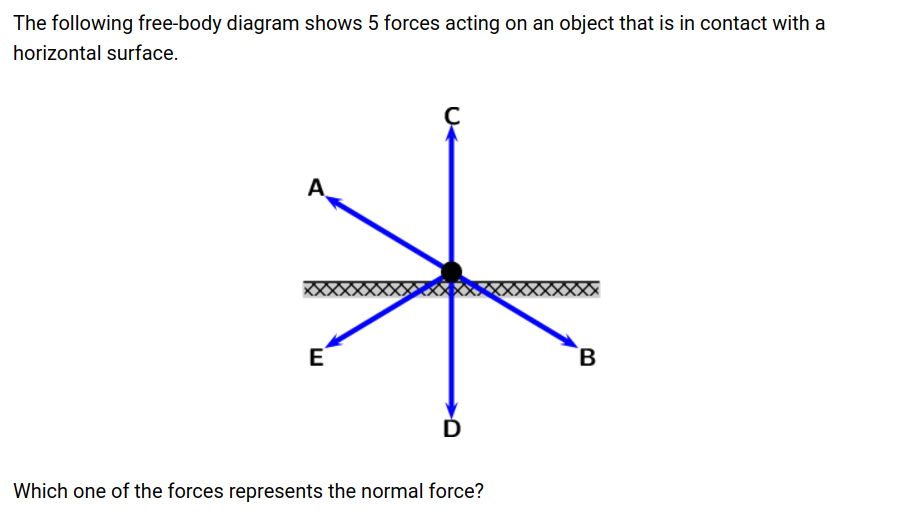 The following free-body diagram shows 5 forces acting on an object that is in contact with a
horizontal surface.
C
A
E
B
D
Which one of the forces represents the normal force?